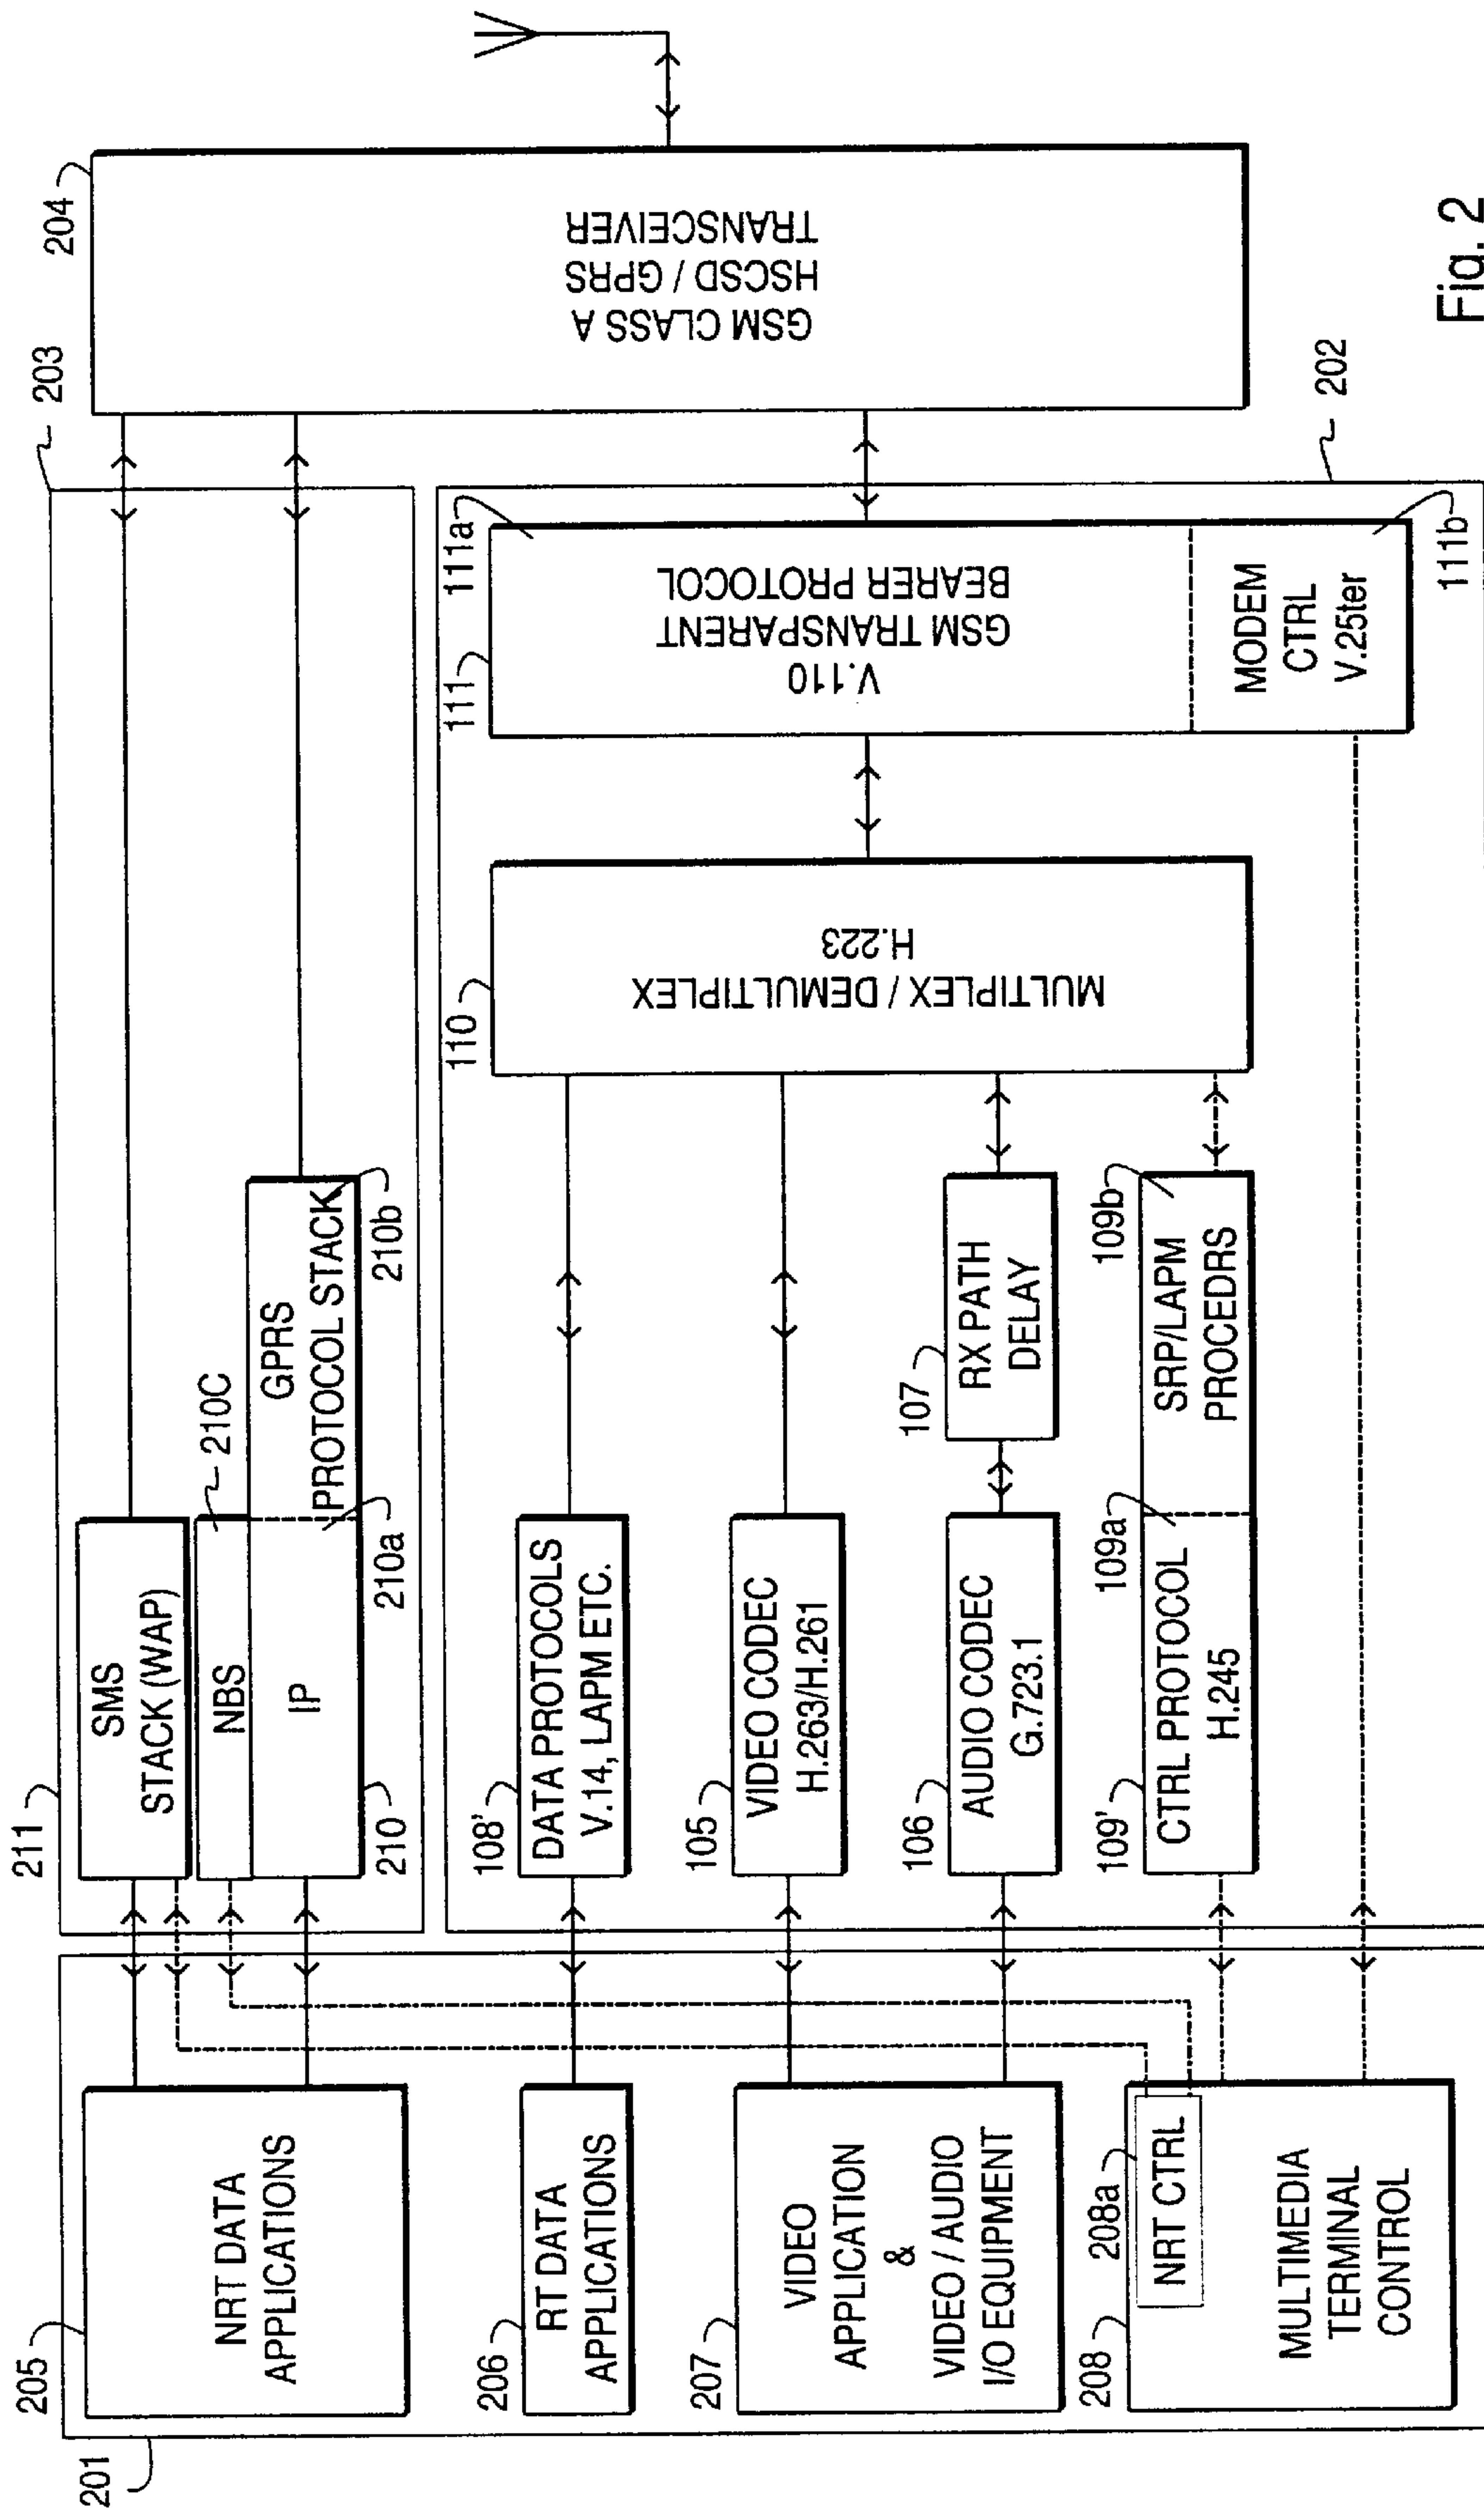 201
205
NRT DATA
APPLICATIONS
206
RT DATA
APPLICATIONS
207
VIDEO
APPLICATION
&
VIDEO / AUDIO
I/O EQUIPMENT
208
208a
NRT CTRL
MULTIMEDIA
TERMINAL
CONTROL
203
211
SMS
STACK (WAP)
210C
NBS
IP
210
210a
GPRS
PROTOCOL STACK
210b
202
108'
DATA PROTOCOLS
V.14, LAPM ETC.
105
VIDEO CODEC
H.263/H.261
106
AUDIO CODEC
G.723.1
107
RX PATH
DELAY
109'
109a
CTRL PROTOCOL
H.245
109b
SRP/LAPM
PROCEDRS
110
MULTIPLEX / DEMULTIPLEX
H.223
111
111a
V.110
GSM TRANSPARENT
BEARER PROTOCOL
111b
MODEM
CTRL
V.25ter
204
GSM CLASS A
HSCSD / GPRS
TRANSCEIVER
Fig. 2